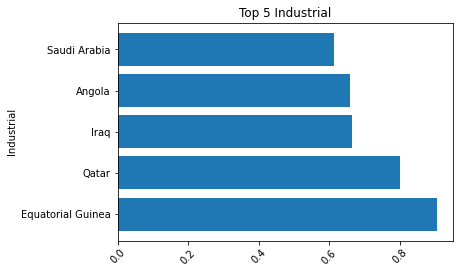 Top 5 Industrial
Saudi Arabia
Angola
Iraq
Qatar
Equatorial Guinea
Industrial
0.0 0.2 0.4 0.6 0.8